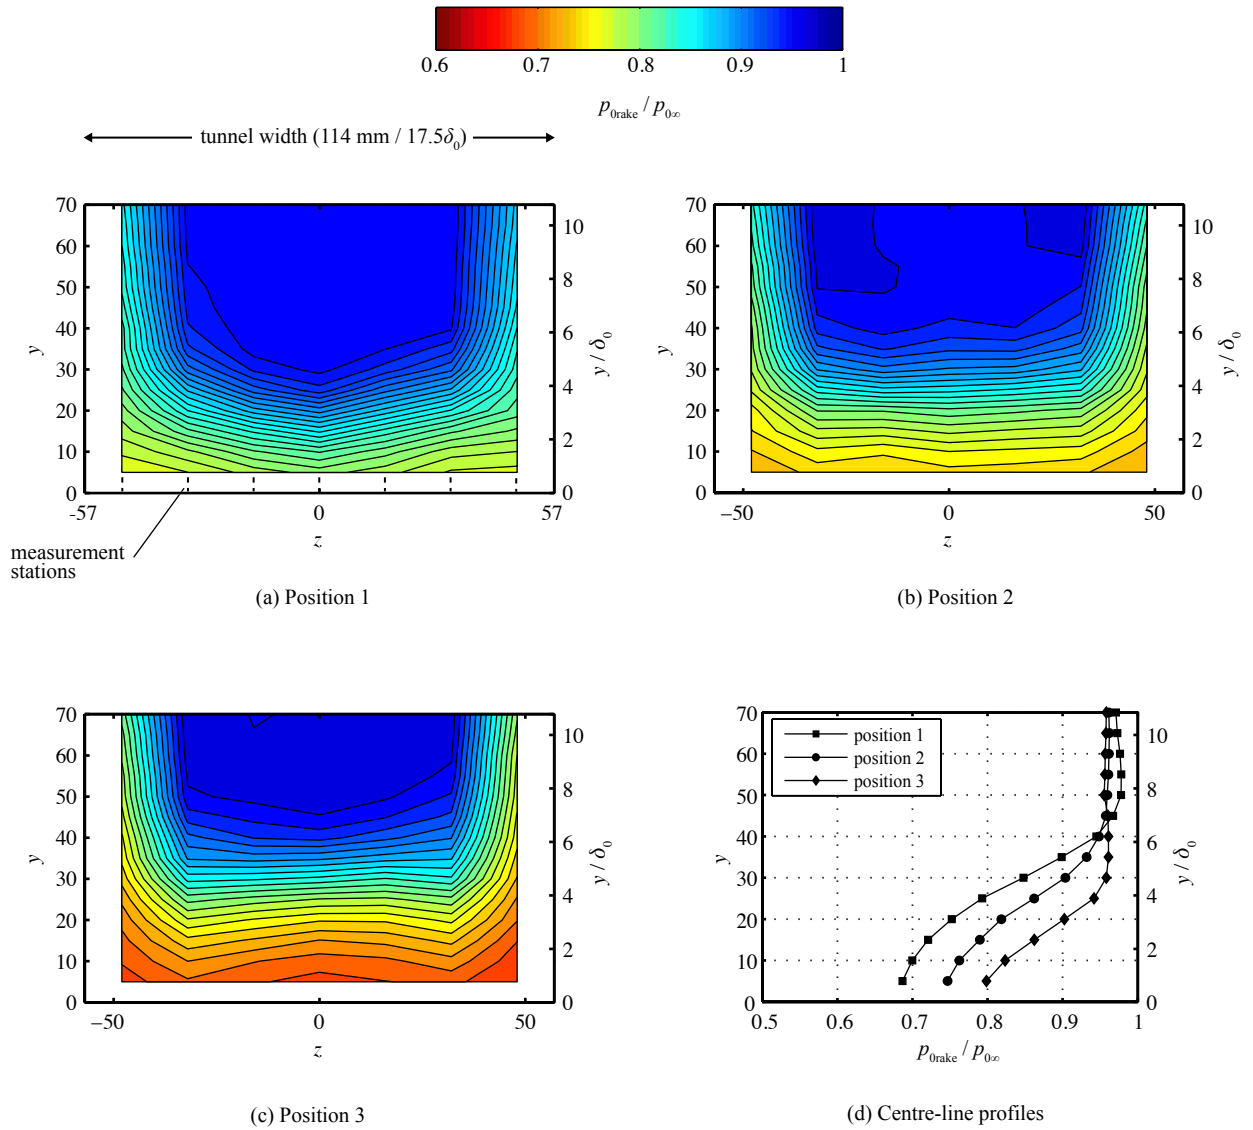 0.6 0.7 0.8 0.9 1
p0rake / p0∞
tunnel width (114 mm / 17.5δ0)
70
60
50
40
30
20
10
0
y
10
8
6
4
2
0
y / δ0
-57 0 57
z
measurement
stations
(a) Position 1
70
60
50
40
30
20
10
0
y
10
8
6
4
2
0
y / δ0
−50 0 50
z
(b) Position 2
70
60
50
40
30
20
10
0
y
10
8
6
4
2
0
y / δ0
−50 0 50
z
(c) Position 3
70
60
50
40
30
20
10
0
y
position 1
position 2
position 3
10
8
6
4
2
0
y / δ0
0.5 0.6 0.7 0.8 0.9 1
p0rake / p0∞
(d) Centre-line profiles